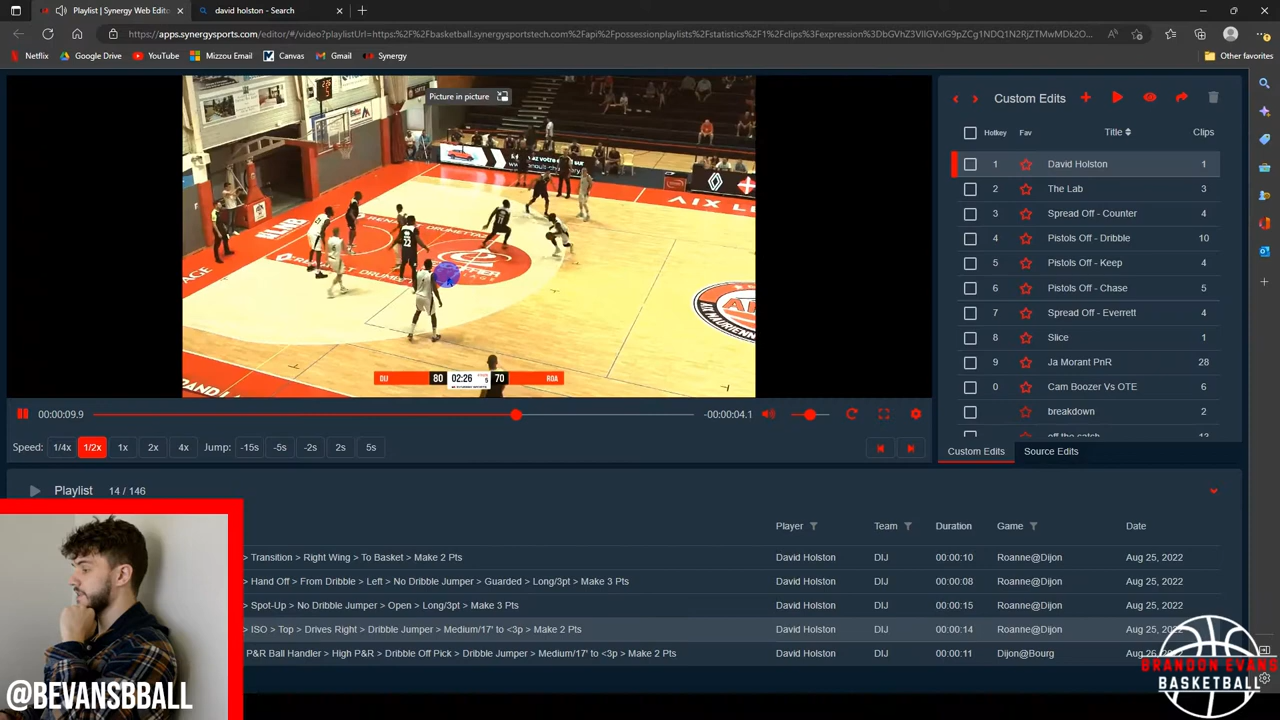 Playlist | Synergy Web Edit
david holston - Search
https://apps.synergysports.com/editor/#/video?playlistUrl=https:%2F%2Fbasketball.synergysportstech.com%2Fapi%2Fpossessionplaylists%2Fstatistics%2F1%2Fclips%3Fexpression%3D
Netflix
Google Drive
YouTube
Mizzou Email
Canvas
Gmail
Synergy
Other favorites
Picture in picture
AIX
DIJ 80 02:26 70 ROA
Custom Edits
Hotkey Fav Title Clips
1 David Holston 1
2 The Lab 3
3 Spread Off - Counter 4
4 Pistols Off - Dribble 10
5 Pistols Off - Keep 4
6 Pistols Off - Chase 5
7 Spread Off - Everrett 4
8 Slice 1
9 Ja Morant PnR 28
0 Cam Boozer Vs OTE 6
breakdown 2
off the catch 13
Custom Edits Source Edits
00:00:09.9
-00:00:04.1
Speed: 1/4x 1/2x 1x 2x 4x Jump: -15s -5s -2s 2s 5s
Playlist 14 / 146
Player Team Duration Game Date
> Transition > Right Wing > To Basket > Make 2 Pts David Holston DIJ 00:00:10 Roanne@Dijon Aug 25, 2022
> Hand Off > From Dribble > Left > No Dribble Jumper > Guarded > Long/3pt > Make 3 Pts David Holston DIJ 00:00:08 Roanne@Dijon Aug 25, 2022
> Spot-Up > No Dribble Jumper > Open > Long/3pt > Make 3 Pts David Holston DIJ 00:00:15 Roanne@Dijon Aug 25, 2022
> ISO > Top > Drives Right > Dribble Jumper > Medium/17' to <3p > Make 2 Pts David Holston DIJ 00:00:14 Roanne@Dijon Aug 25,
P&R Ball Handler > High P&R > Dribble Off Pick > Dribble Jumper > Medium/17' to <3p > Make 2 Pts David Holston DIJ 00:00:11 Dijon@Bourg Aug 26,
@BEVANSBBALL
BRANDON EVANS
BASKETBALL